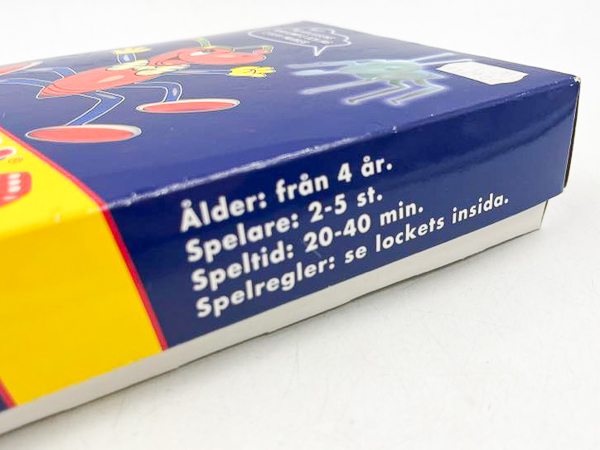 Ålder: från 4 år.
Spelare: 2-5 st.
Speltid: 20-40 min.
Spelregler: se lockets insida.